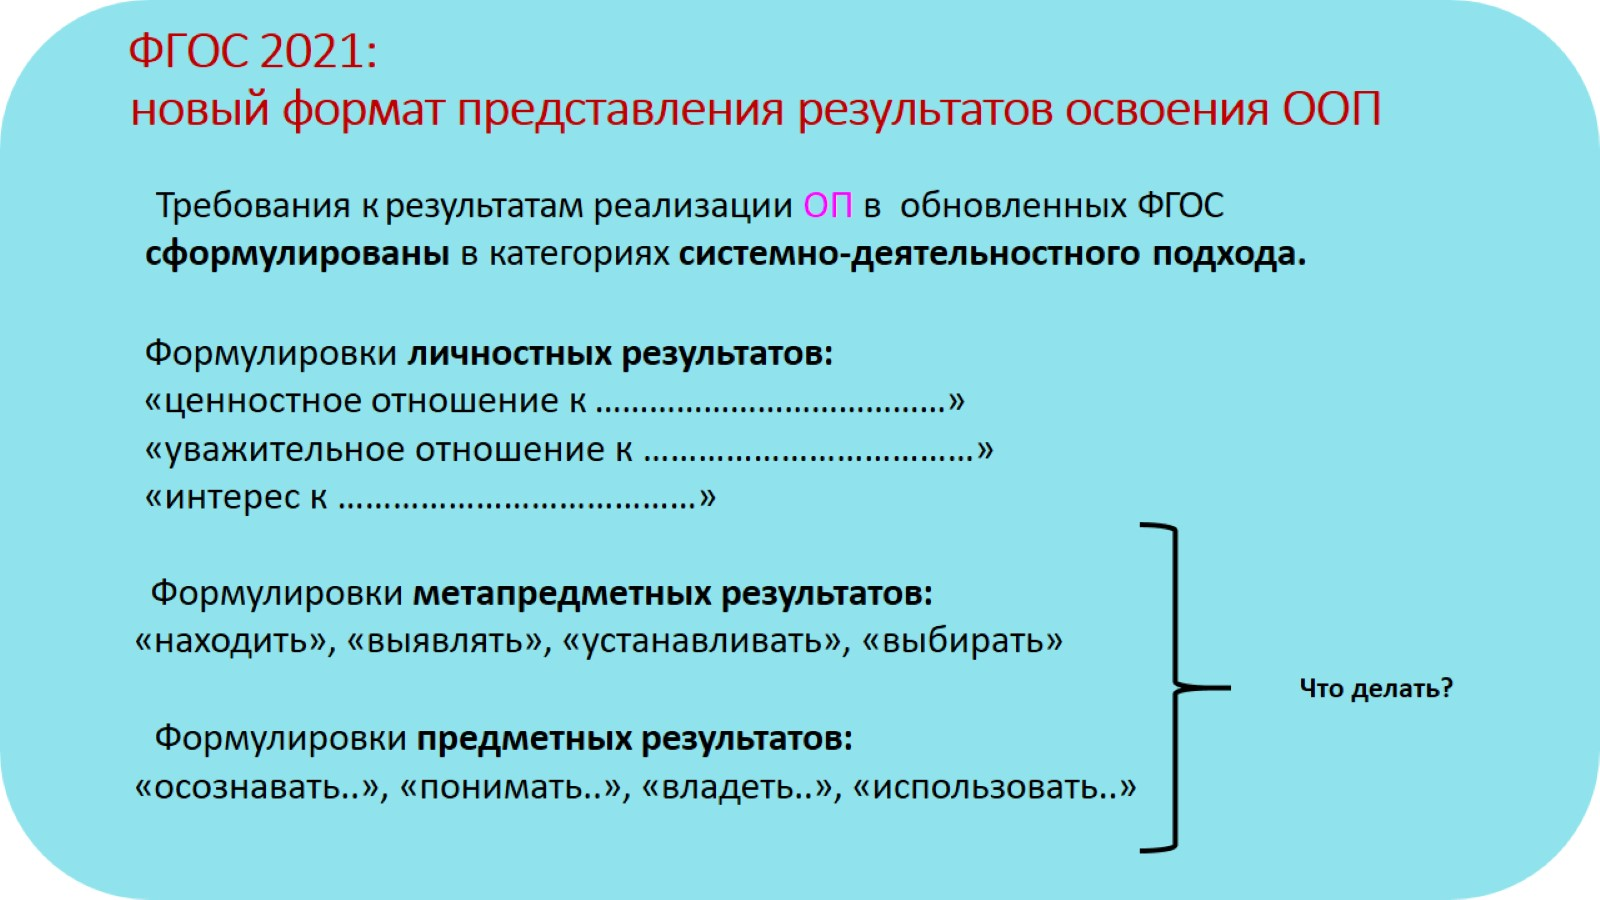 ФГОС 2021:
новый формат представления результатов освоения ООП
Требования к результатам реализации ОП в обновленных ФГОС
сформулированы в категориях системно-деятельностного подхода.
Формулировки личностных результатов:
«ценностное отношение к …………………………………»
«уважительное отношение к ………………………………»
«интерес к …………………………………»
Формулировки метапредметных результатов:
«находить», «выявлять», «устанавливать», «выбирать»
Что делать?
Формулировки предметных результатов:
«осознавать..», «понимать..», «владеть..», «использовать..»